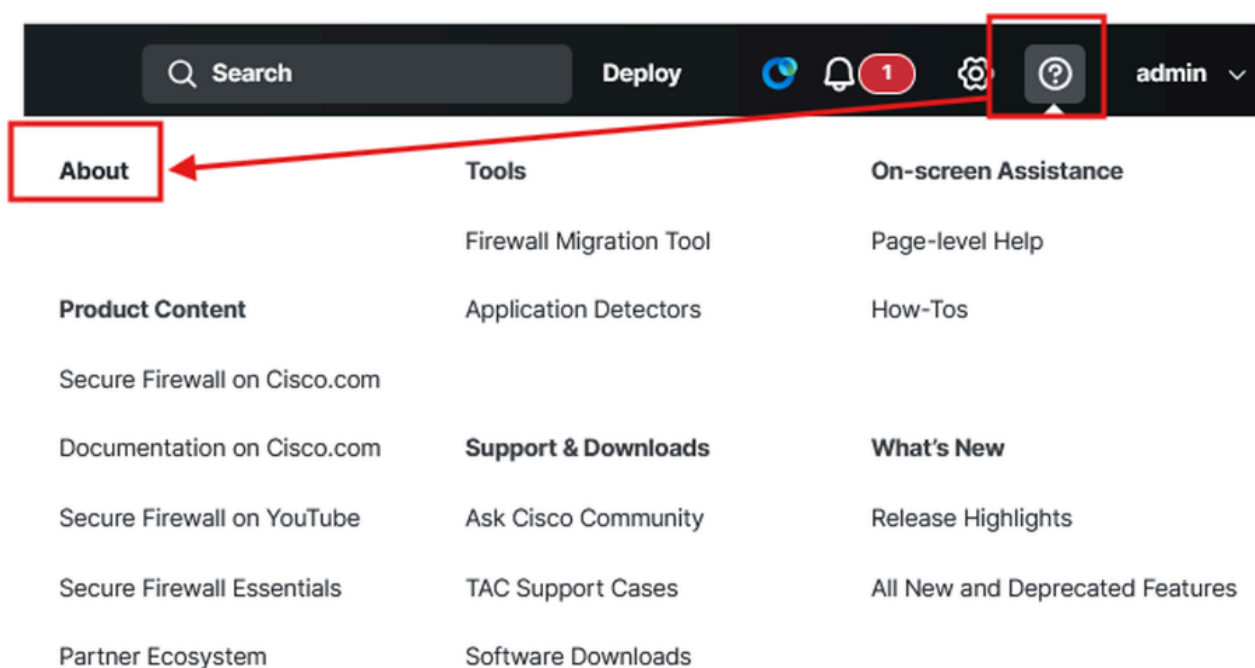 Search Deploy 1 admin
About Tools On-screen Assistance
Firewall Migration Tool Page-level Help
Product Content Application Detectors How-Tos
Secure Firewall on Cisco.com
Documentation on Cisco.com Support & Downloads What's New
Secure Firewall on YouTube Ask Cisco Community Release Highlights
Secure Firewall Essentials TAC Support Cases All New and Deprecated Features
Partner Ecosystem Software Downloads